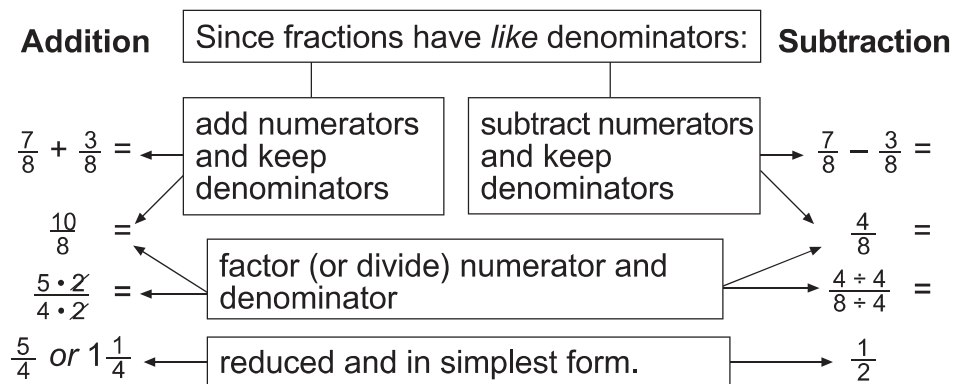 Since fractions have like denominators:
Addition
Subtraction
add numerators
and keep
denominators
subtract numerators
and keep
denominators
7/8 + 3/8 =
7/8 – 3/8 =
10/8 =
4/8 =
factor (or divide) numerator and
denominator
5 • 2 / 4 • 2 =
4 ÷ 4 / 8 ÷ 4 =
5/4 or 1 1/4
reduced and in simplest form.
1/2